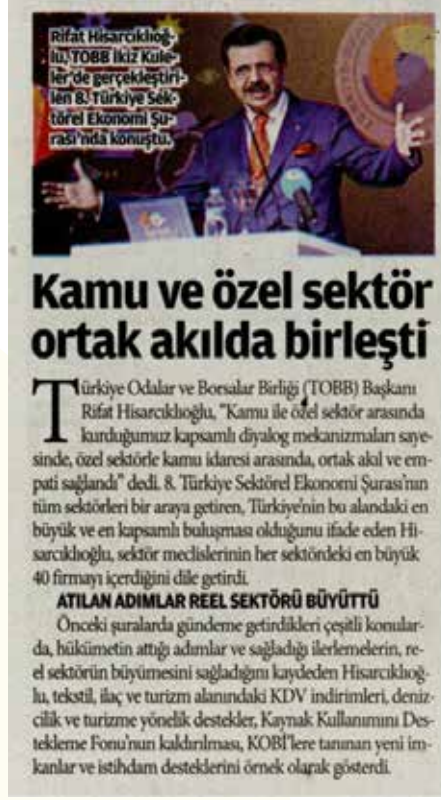 Rifat Hisarcıklıoğ-
lu, TOBB İkiz Kule-
ler'de gerçekleştiri-
len 8. Türkiye Sek-
törel Ekonomi Şu-
rası'nda konuştu.
Kamu ve özel sektör
ortak akılda birleşti
Türkiye Odalar ve Borsalar Birliği (TOBB) Başkanı
Rifat Hisarcıklıoğlu, "Kamu ile özel sektör arasında
kurduğumuz kapsamlı diyalog mekanizmaları saye-
sinde, özel sektörle kamu idaresi arasında, ortak akıl ve em-
pati sağlandı" dedi. 8. Türkiye Sektörel Ekonomi Şurası'nın
tüm sektörleri bir araya getiren, Türkiye'nin bu alandaki en
büyük ve en kapsamlı buluşması olduğunu ifade eden Hi-
sarcıklıoğlu, sektör meclislerinin her sektördeki en büyük
40 firmayı içerdiğini dile getirdi.
ATILAN ADIMLAR REEL SEKTÖRÜ BÜYÜTTÜ
Önceki şuralarda gündeme getirdikleri çeşitli konular-
da, hükümetin attığı adımlar ve sağladığı ilerlemelerin, re-
el sektörün büyümesini sağladığını kaydeden Hisarcıklıoğ-
lu, tekstil, ilaç ve turizm alanındaki KDV indirimleri, deniz-
cilik ve turizme yönelik destekler, Kaynak Kullanımını Des-
tekleme Fonu'nun kaldırılması, KOBİ'lere tanınan yeni im-
kanlar ve istihdam desteklerini örnek olarak gösterdi.